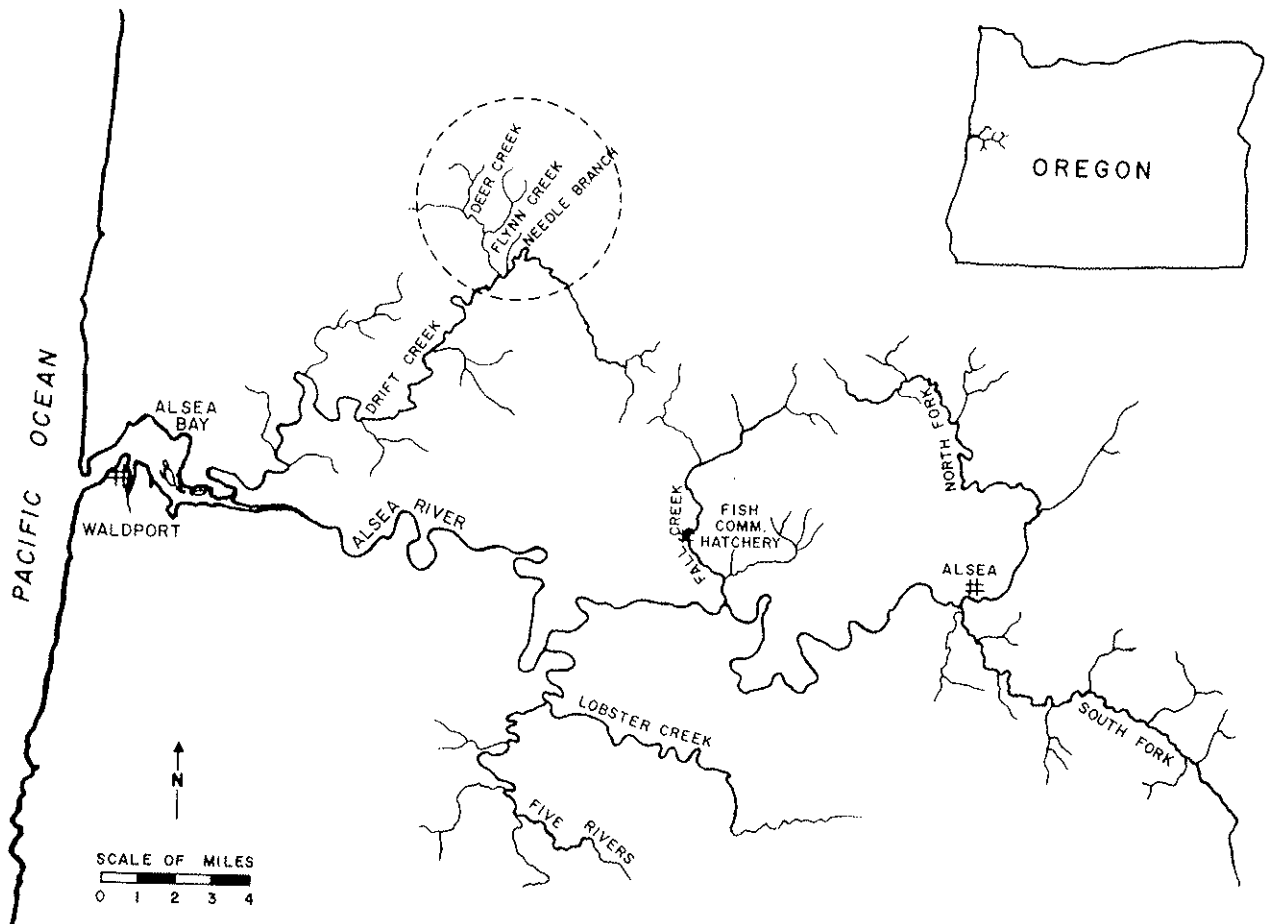 OREGON
DEER CREEK
FLYNN CREEK
NEEDLE BRANCH
DRIFT CREEK
PACIFIC OCEAN
ALSEA
BAY
WALDPORT
ALSEA RIVER
FALL CREEK
FISH
COMM.
HATCHERY
NORTH FORK
ALSEA
LOBSTER CREEK
SOUTH FORK
FIVE RIVERS
N
SCALE OF MILES
0 1 2 3 4